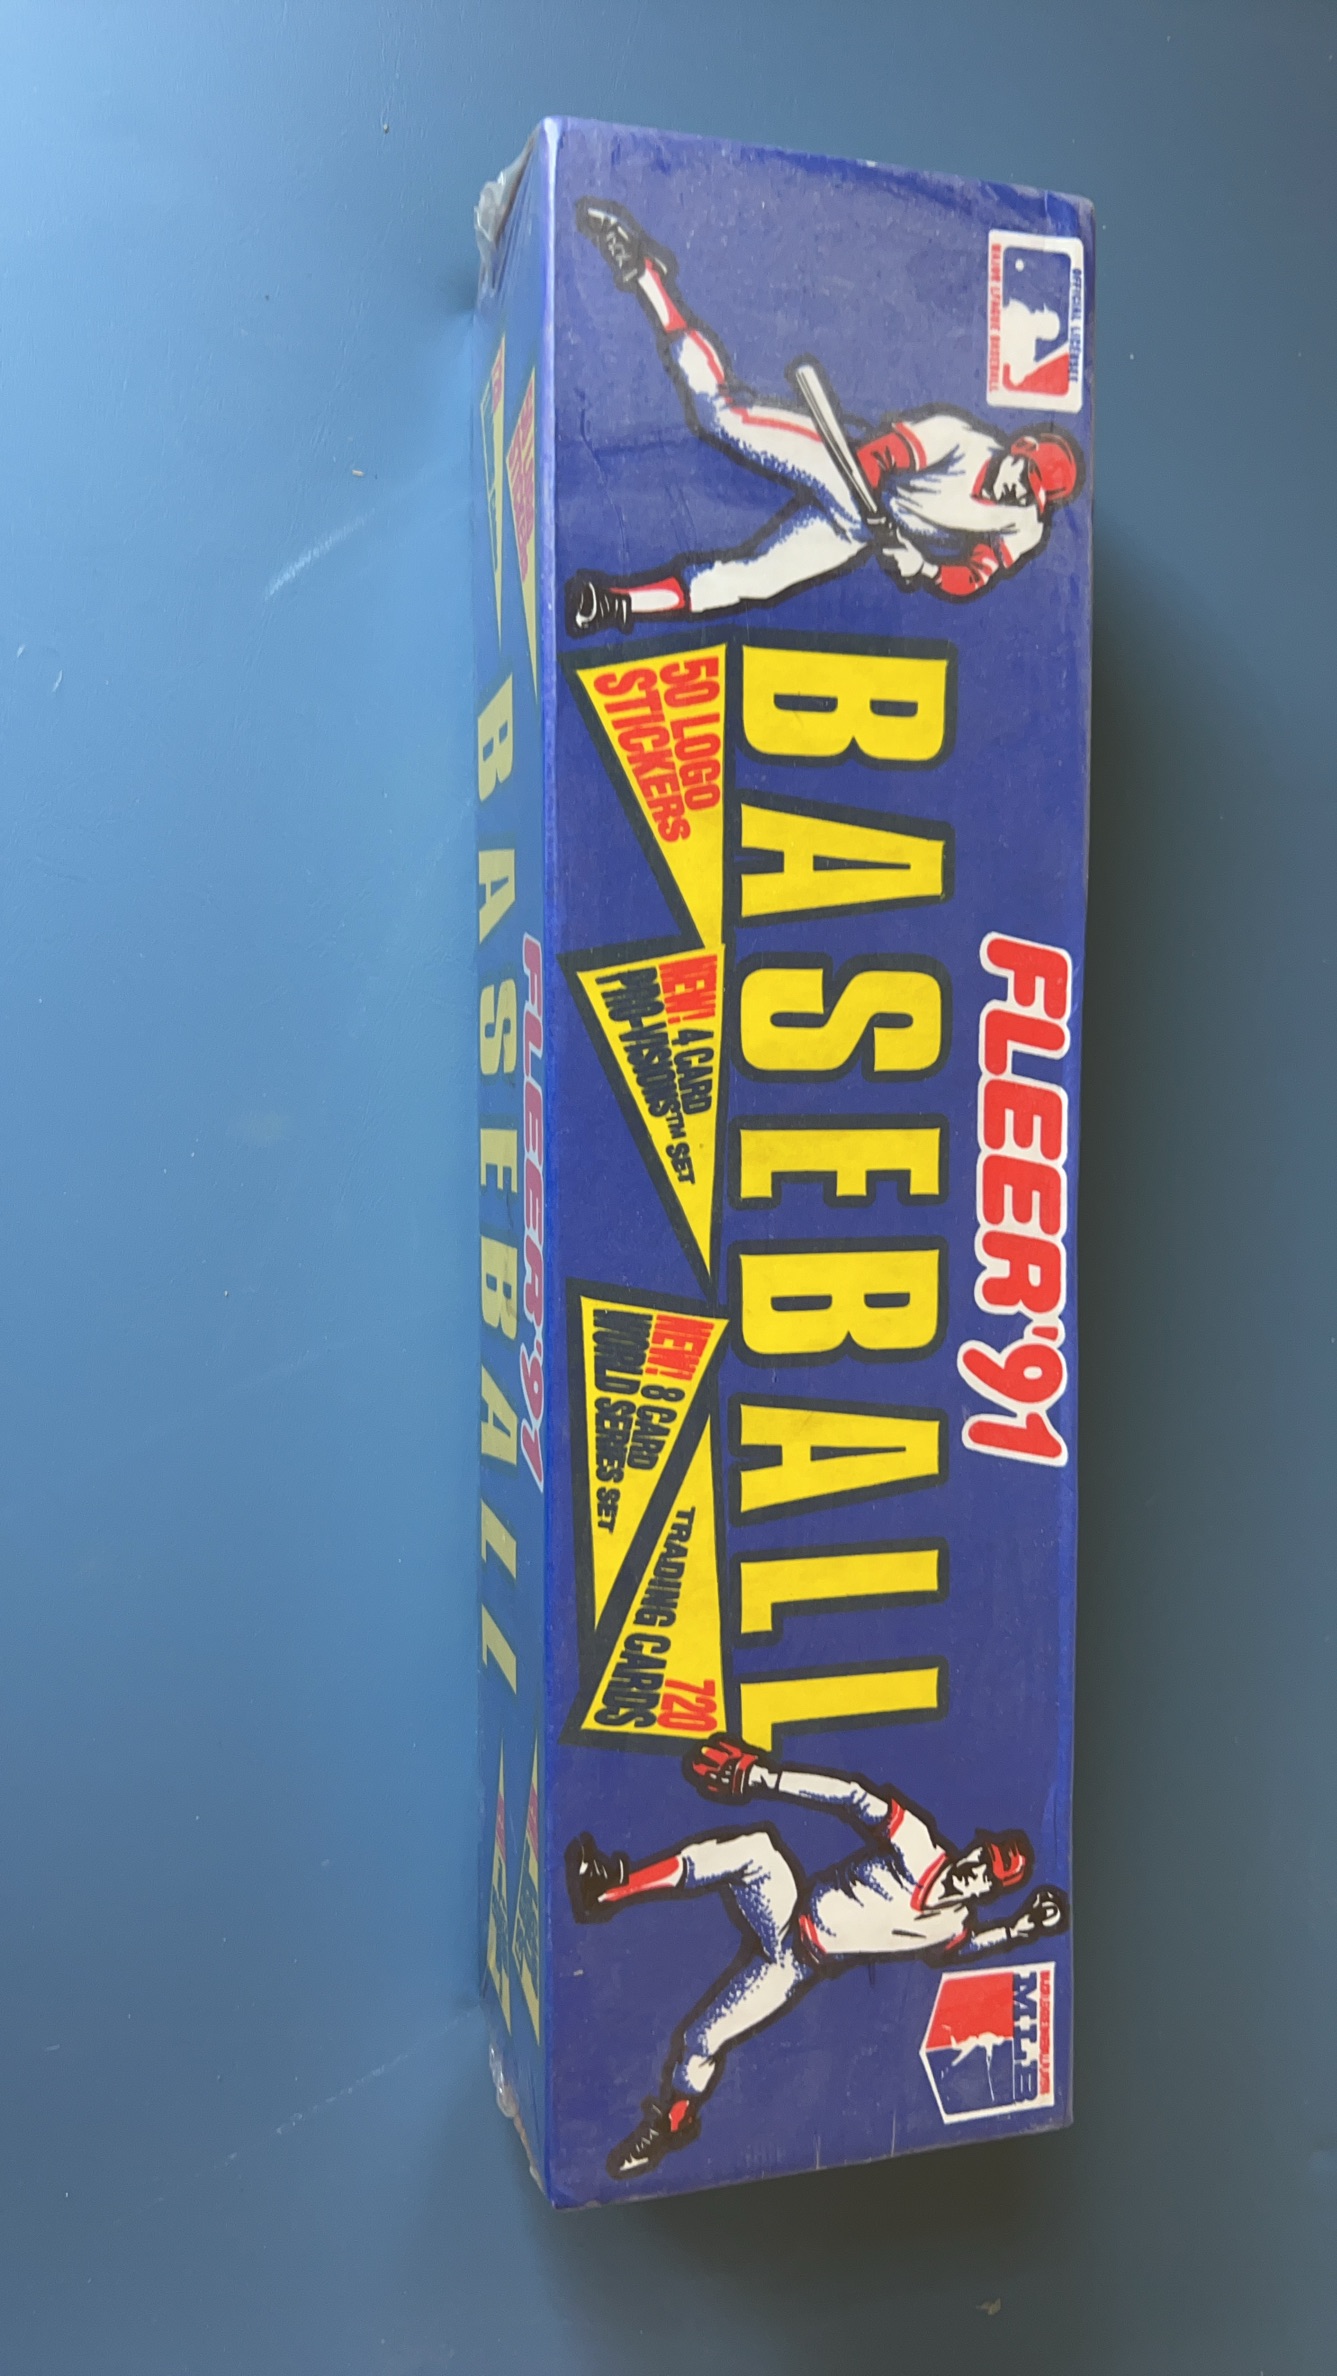 FLEER '91
BASEBALL
50 LOGO
STICKERS
NEW! 4 CARD
PRO-VISIONS™ SET
NEW! 8 CARD
WORLD SERIES SET
720
TRADING CARDS
OFFICIAL LICENSEE
MAJOR LEAGUE BASEBALL
MLB
FLEER '91
BASEBALL